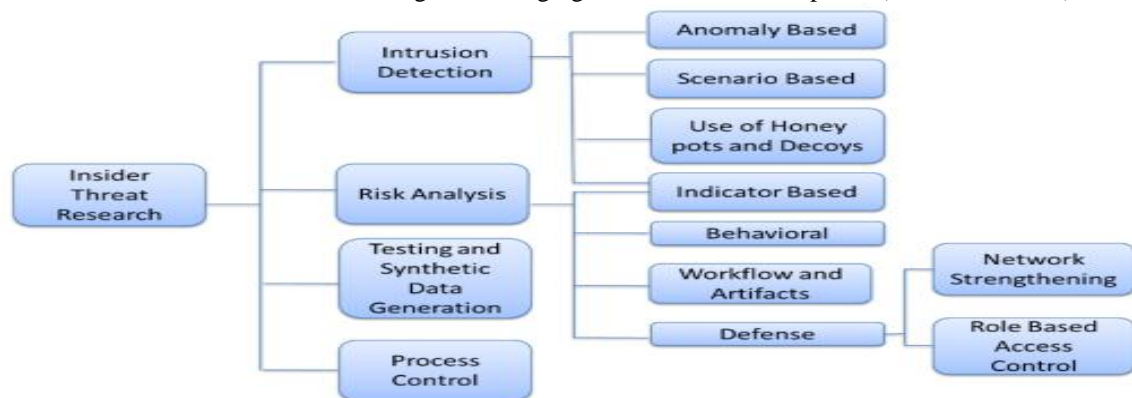 Insider
Threat
Research
Intrusion
Detection
Risk Analysis
Testing and
Synthetic
Data
Generation
Process
Control
Anomaly Based
Scenario Based
Use of Honey
pots and Decoys
Indicator Based
Behavioral
Workflow and
Artifacts
Defense
Network
Strengthening
Role Based
Access
Control